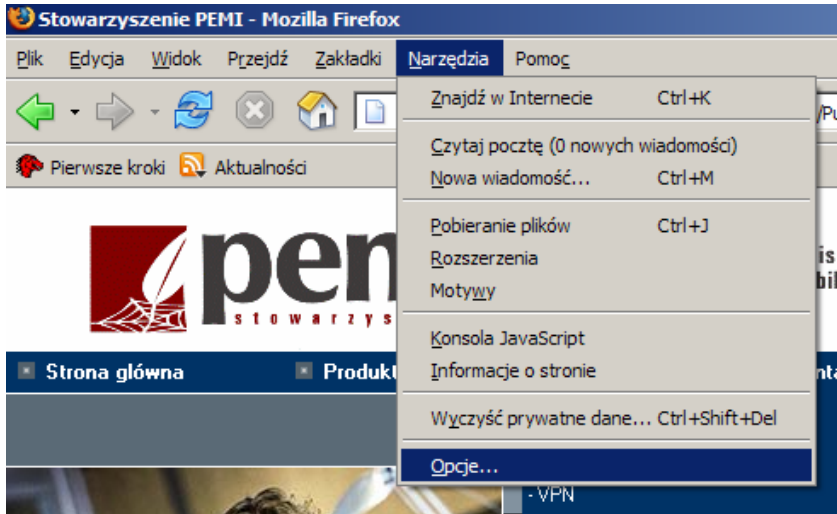 Stowarzyszenie PEMI - Mozilla Firefox
Plik Edycja Widok Przejdź Zakładki Narzędzia Pomoc
Znajdź w Internecie Ctrl+K
Czytaj pocztę (0 nowych wiadomości)
Nowa wiadomość... Ctrl+M
Pobieranie plików Ctrl+J
Rozszerzenia
Motywy
Konsola JavaScript
Informacje o stronie
Wyczyść prywatne dane... Ctrl+Shift+Del
Opcje...
Pierwsze kroki Aktualności
pem
stowarzys
Strona główna Produkt
- VPN